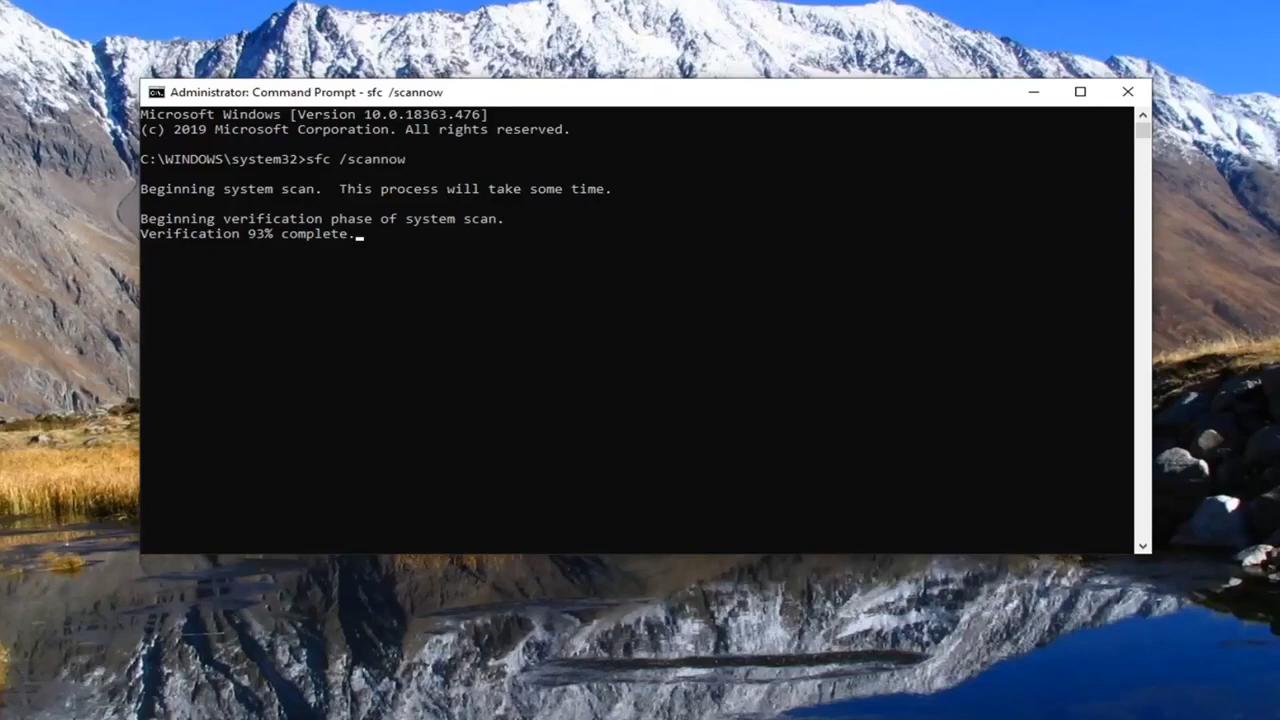 Administrator: Command Prompt - sfc  /scannow
Microsoft Windows [Version 10.0.18363.476]
(c) 2019 Microsoft Corporation. All rights reserved.
C:\WINDOWS\system32>sfc /scannow
Beginning system scan.  This process will take some time.
Beginning verification phase of system scan.
Verification 93% complete.